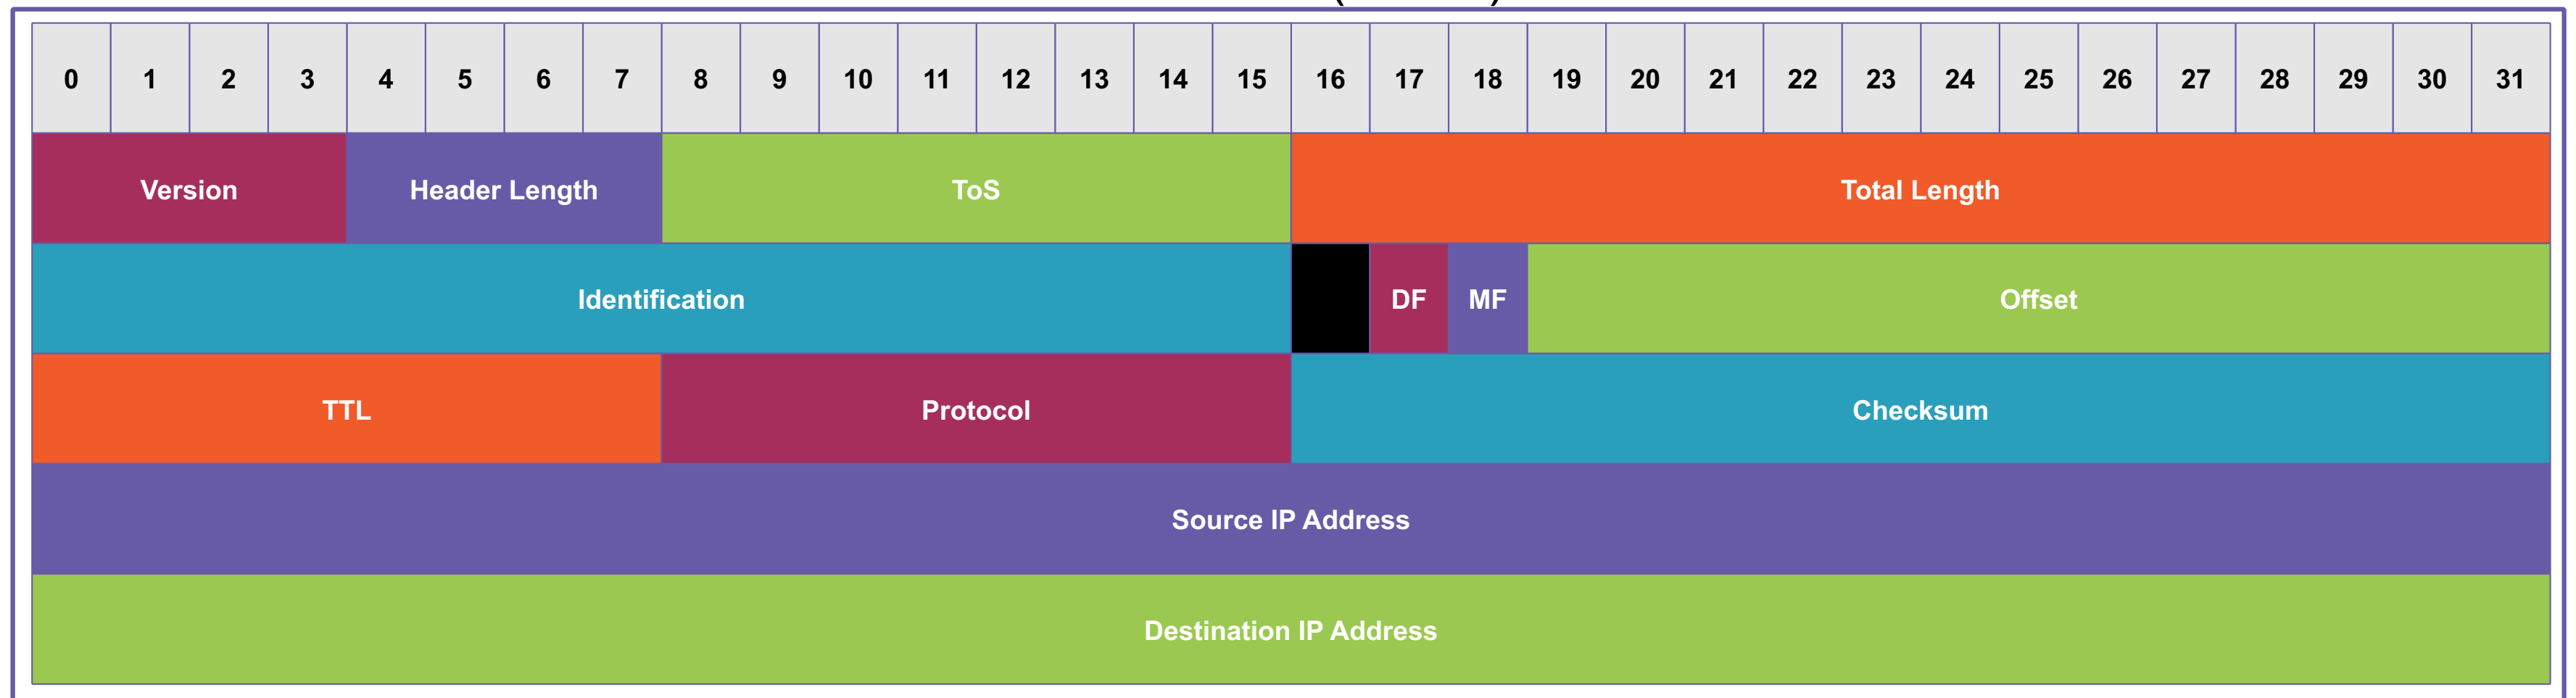 0 1 2 3 4 5 6 7 8 9 10 11 12 13 14 15 16 17 18 19 20 21 22 23 24 25 26 27 28 29 30 31
Version Header Length ToS Total Length
Identification DF MF Offset
TTL Protocol Checksum
Source IP Address
Destination IP Address